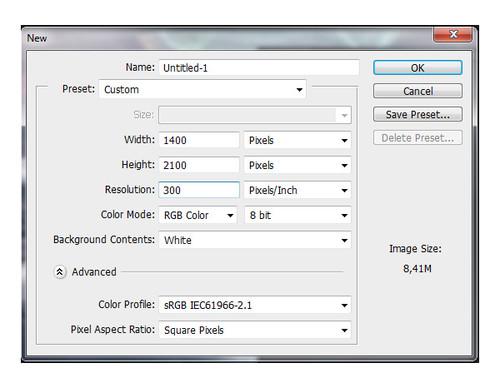 New
Name: Untitled-1
OK
Preset: Custom
Cancel
Size:
Save Preset...
Width: 1400 Pixels
Delete Preset...
Height: 2100 Pixels
Resolution: 300 Pixels/Inch
Color Mode: RGB Color 8 bit
Background Contents: White
Image Size:
8,41M
Advanced
Color Profile: sRGB IEC61966-2.1
Pixel Aspect Ratio: Square Pixels